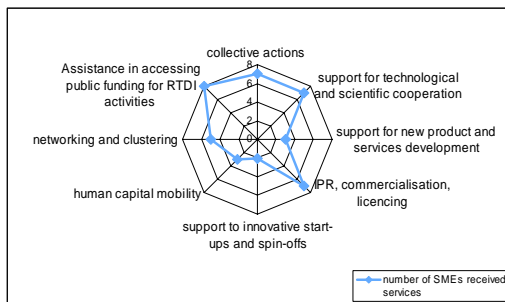 collective actions
8
6
4
2
0
support for technological
and scientific cooperation
support for new product and
services development
IPR, commercialisation,
licencing
support to innovative start-
ups and spin-offs
human capital mobility
networking and clustering
Assistance in accessing
public funding for RTDI
activities
number of SMEs received
services